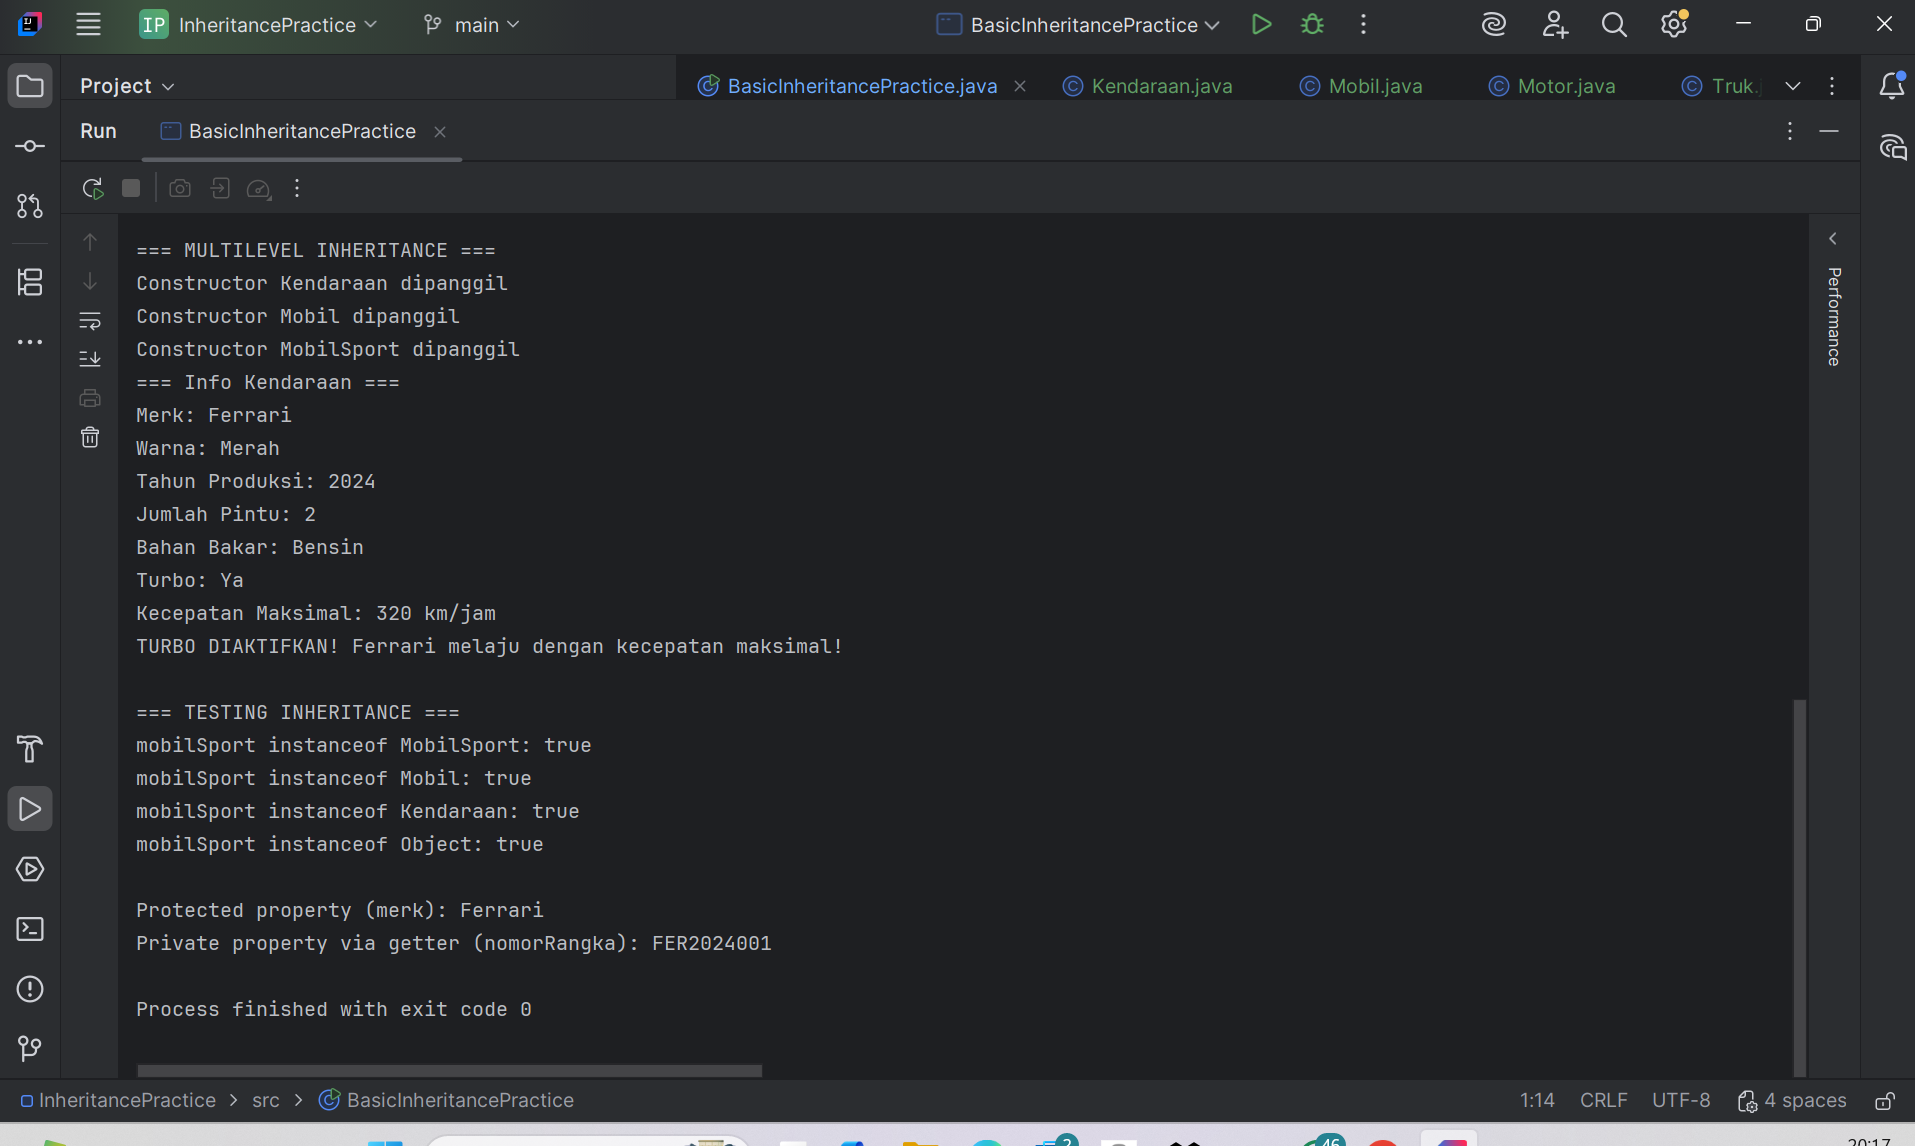 IP InheritancePractice main BasicInheritancePractice
Project BasicInheritancePractice.java Kendaraan.java Mobil.java Motor.java Truk.
Run BasicInheritancePractice
=== MULTILEVEL INHERITANCE ===
Constructor Kendaraan dipanggil
Constructor Mobil dipanggil
Constructor MobilSport dipanggil
=== Info Kendaraan ===
Merk: Ferrari
Warna: Merah
Tahun Produksi: 2024
Jumlah Pintu: 2
Bahan Bakar: Bensin
Turbo: Ya
Kecepatan Maksimal: 320 km/jam
TURBO DIAKTIFKAN! Ferrari melaju dengan kecepatan maksimal!
=== TESTING INHERITANCE ===
mobilSport instanceof MobilSport: true
mobilSport instanceof Mobil: true
mobilSport instanceof Kendaraan: true
mobilSport instanceof Object: true
Protected property (merk): Ferrari
Private property via getter (nomorRangka): FER2024001
Process finished with exit code 0
Performance
InheritancePractice > src > BasicInheritancePractice 1:14 CRLF UTF-8 4 spaces
2 46 20:17